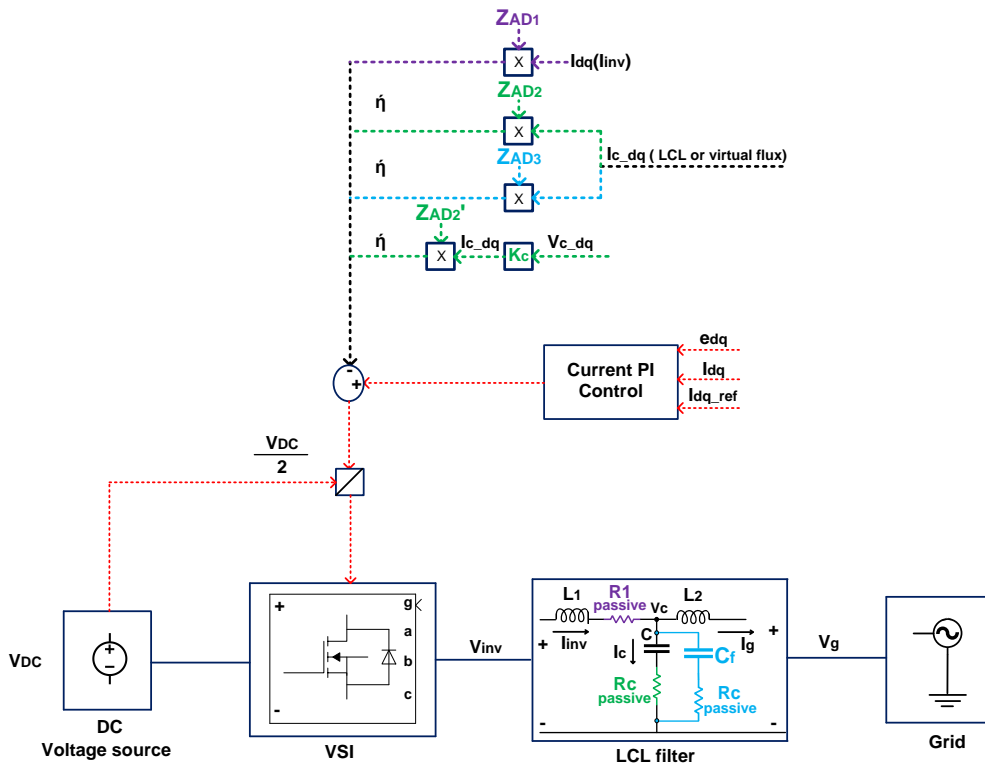 ZAD1
X
Idq(Iinv)
ZAD2
ή
X
Ic_dq ( LCL or virtual flux)
ZAD3
ή
X
ZAD2'
ή
X
Ic_dq
Kc
Vc_dq
-
+
Current PI
Control
edq
Idq
Idq_ref
VDC
2
VDC
+
-
DC
Voltage source
+
g
a
b
c
-
VSI
Vinv
L1
R1
passive
Vc
L2
+
Iinv
C
Ic
Cf
Ig
+
Rc
passive
Rc
passive
-
-
LCL filter
Vg
Grid